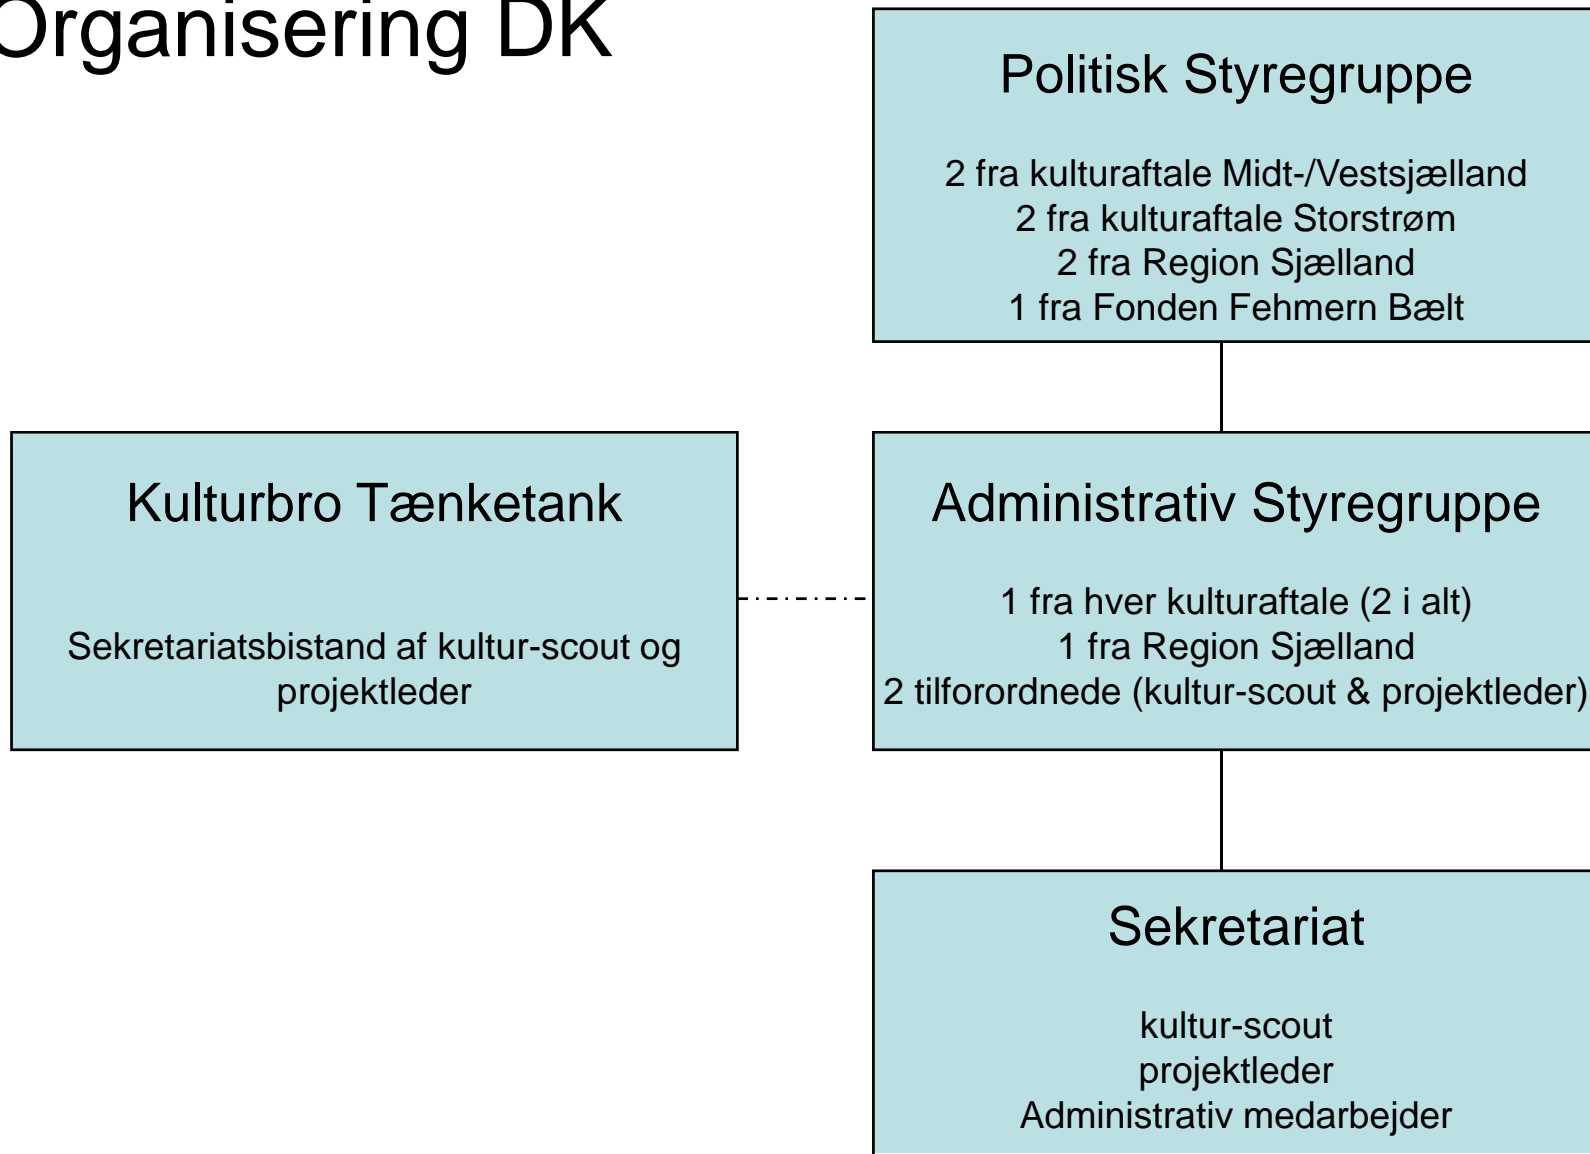 Organisering DK
Politisk Styregruppe
2 fra kulturaftale Midt-/Vestsjælland
2 fra kulturaftale Storstrøm
2 fra Region Sjælland
1 fra Fonden Fehmern Bælt
Kulturbro Tænketank
Sekretariatsbistand af kultur-scout og
projektleder
Administrativ Styregruppe
1 fra hver kulturaftale (2 i alt)
1 fra Region Sjælland
2 tilforordnede (kultur-scout & projektleder)
Sekretariat
kultur-scout
projektleder
Administrativ medarbejder